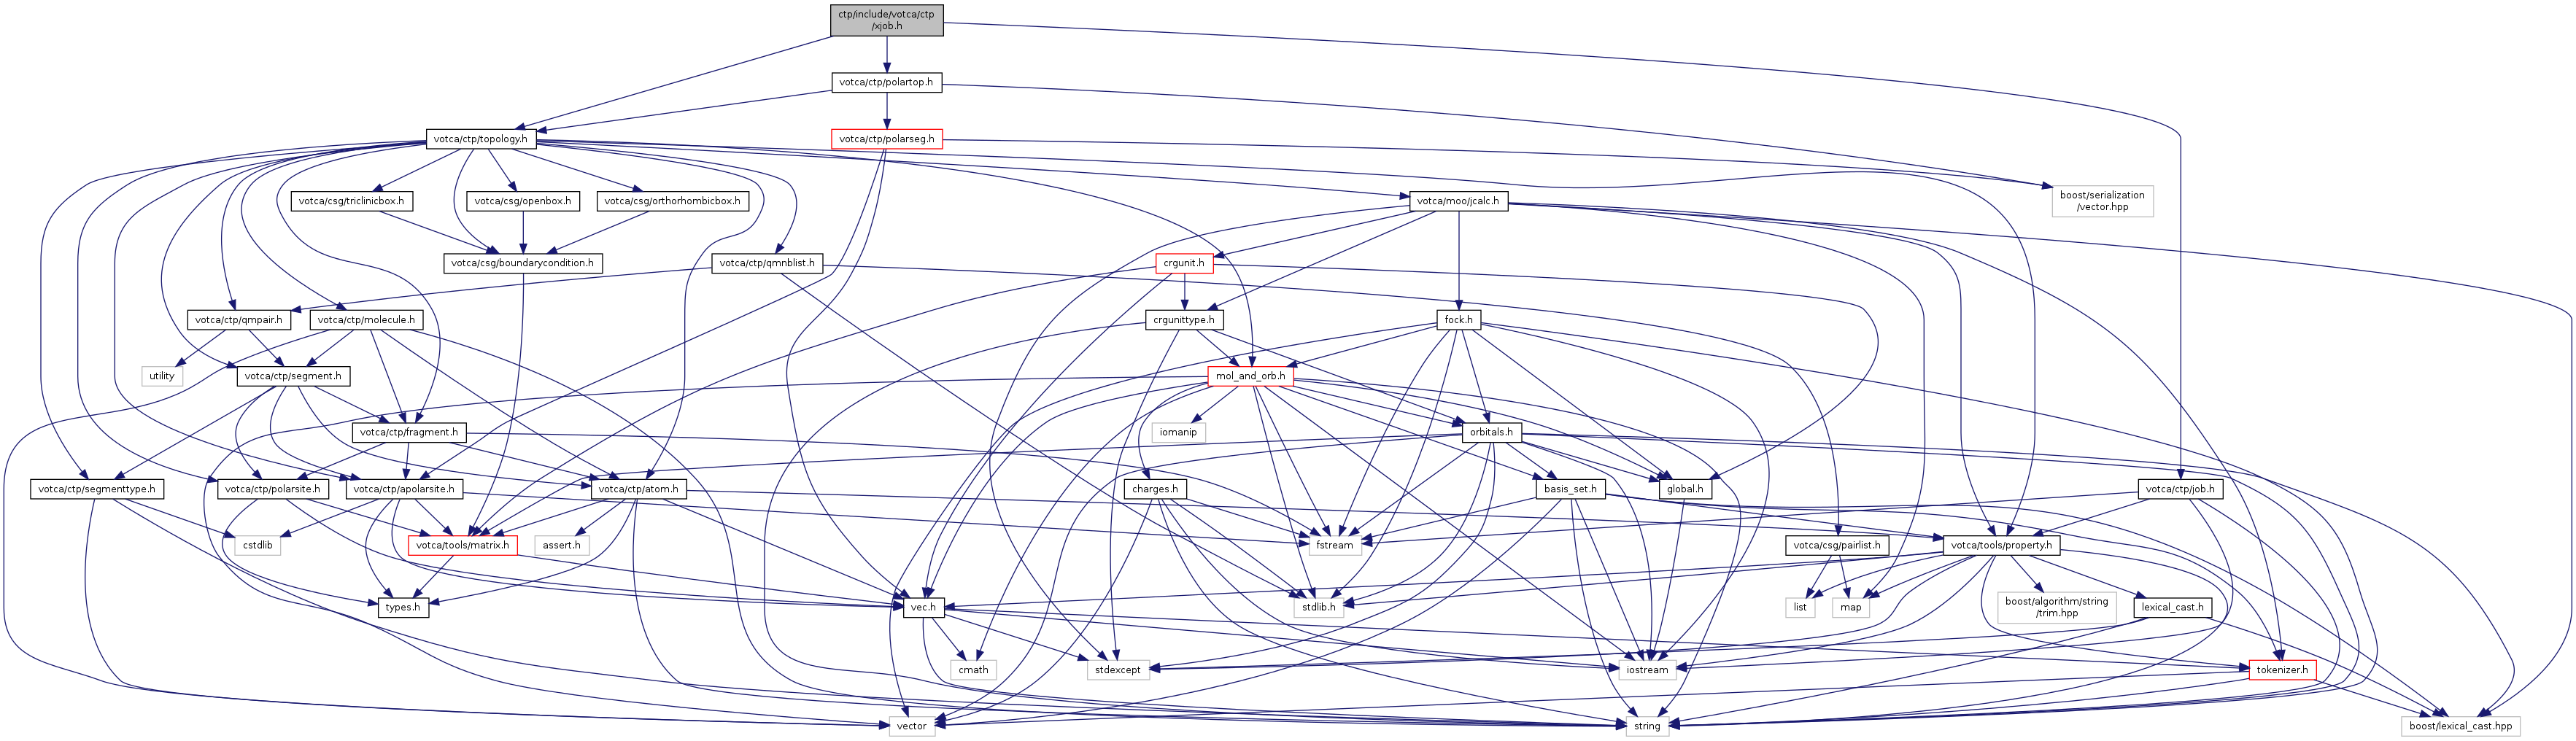 ctp/include/votca/ctp
/xjob.h
votca/ctp/polartop.h
votca/ctp/topology.h
votca/ctp/polarseg.h
votca/csg/triclinicbox.h
votca/csg/openbox.h
votca/csg/orthorhombicbox.h
votca/moo/jcalc.h
boost/serialization
/vector.hpp
votca/csg/boundarycondition.h
votca/ctp/qmnblist.h
crgunit.h
votca/ctp/qmpair.h
votca/ctp/molecule.h
crgunittype.h
fock.h
utility
votca/ctp/segment.h
mol_and_orb.h
votca/ctp/fragment.h
iomanip
orbitals.h
votca/ctp/segmenttype.h
votca/ctp/polarsite.h
votca/ctp/apolarsite.h
votca/ctp/atom.h
charges.h
basis_set.h
global.h
votca/ctp/job.h
cstdlib
votca/tools/matrix.h
assert.h
fstream
votca/csg/pairlist.h
votca/tools/property.h
types.h
vec.h
stdlib.h
list
map
boost/algorithm/string
/trim.hpp
lexical_cast.h
cmath
stdexcept
iostream
tokenizer.h
vector
string
boost/lexical_cast.hpp